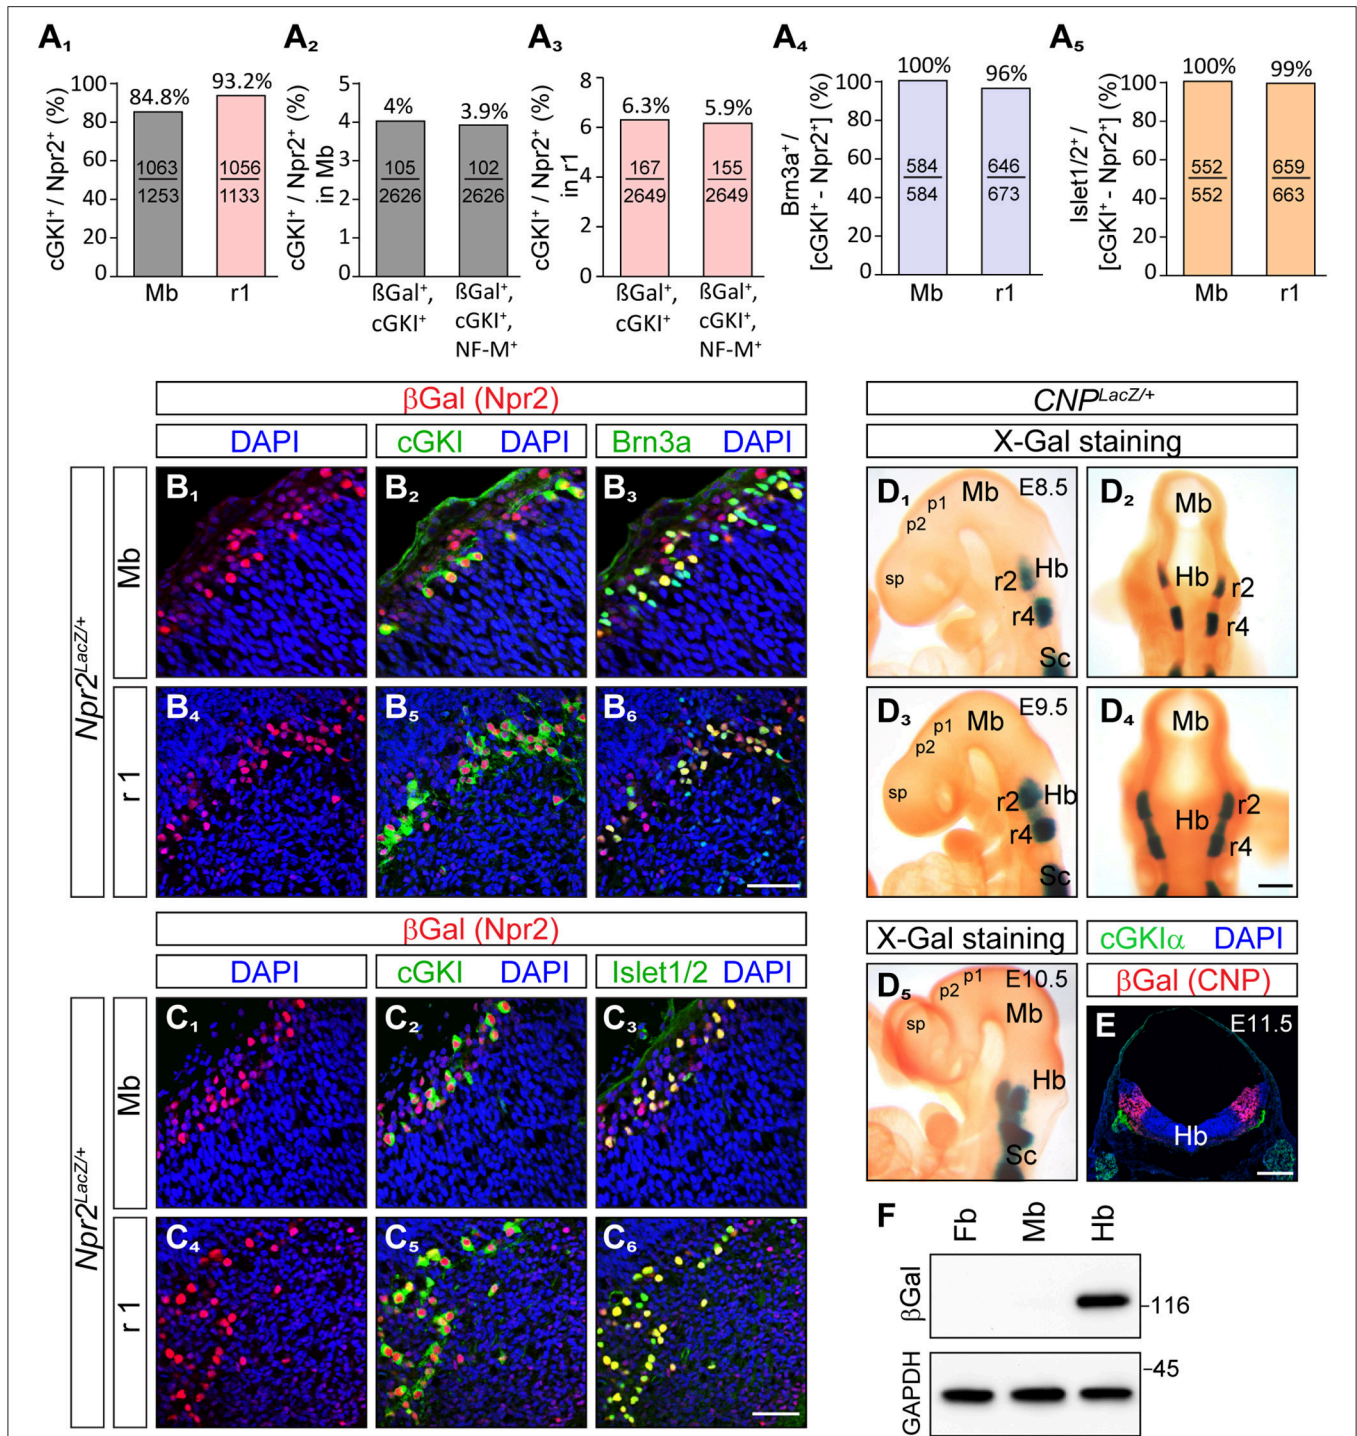 A₁
cGKI⁺ / Npr2⁺ (%)
100
80
60
40
20
0
84.8%
93.2%
1063
1253
1056
1133
Mb
r1
A₂
cGKI⁺ / Npr2⁺ (%)
in Mb
5
4
3
2
1
0
4%
3.9%
105
2626
102
2626
ßGal⁺,
cGKI⁺
ßGal⁺,
cGKI⁺,
NF-M⁺
A₃
cGKI⁺ / Npr2⁺ (%)
in r1
8
6
4
2
0
6.3%
5.9%
167
2649
155
2649
ßGal⁺,
cGKI⁺
ßGal⁺,
cGKI⁺,
NF-M⁺
A₄
Brn3a⁺ /
[cGKI⁺ - Npr2⁺] (%)
100
80
60
40
20
0
100%
96%
584
584
646
673
Mb
r1
A₅
Islet1/2⁺ /
[cGKI⁺ - Npr2⁺] (%)
100
80
60
40
20
0
100%
99%
552
552
659
663
Mb
r1
βGal (Npr2)
DAPI
cGKI DAPI
Brn3a DAPI
Npr2LacZ/+
Mb
r 1
B₁
B₂
B₃
B₄
B₅
B₆
βGal (Npr2)
DAPI
cGKI DAPI
Islet1/2 DAPI
Npr2LacZ/+
Mb
r 1
C₁
C₂
C₃
C₄
C₅
C₆
CNPLacZ/+
X-Gal staining
D₁
Mb
E8.5
p1
p2
sp
r2
Hb
r4
Sc
D₂
Mb
Hb
r2
r4
D₃
Mb
E9.5
p1
p2
sp
r2
Hb
r4
Sc
D₄
Mb
Hb
r2
r4
X-Gal staining
D₅
p1
p2
E10.5
sp
Mb
Hb
Sc
cGKIα DAPI
βGal (CNP)
E
E11.5
Hb
F
Fb
Mb
Hb
βGal
-116
GAPDH
-45